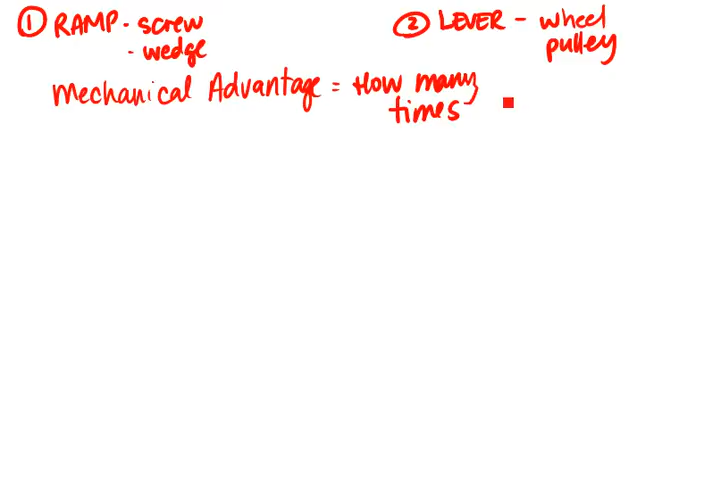 ① RAMP - screw
- wedge
② LEVER - wheel
pulley
Mechanical Advantage = How many
times